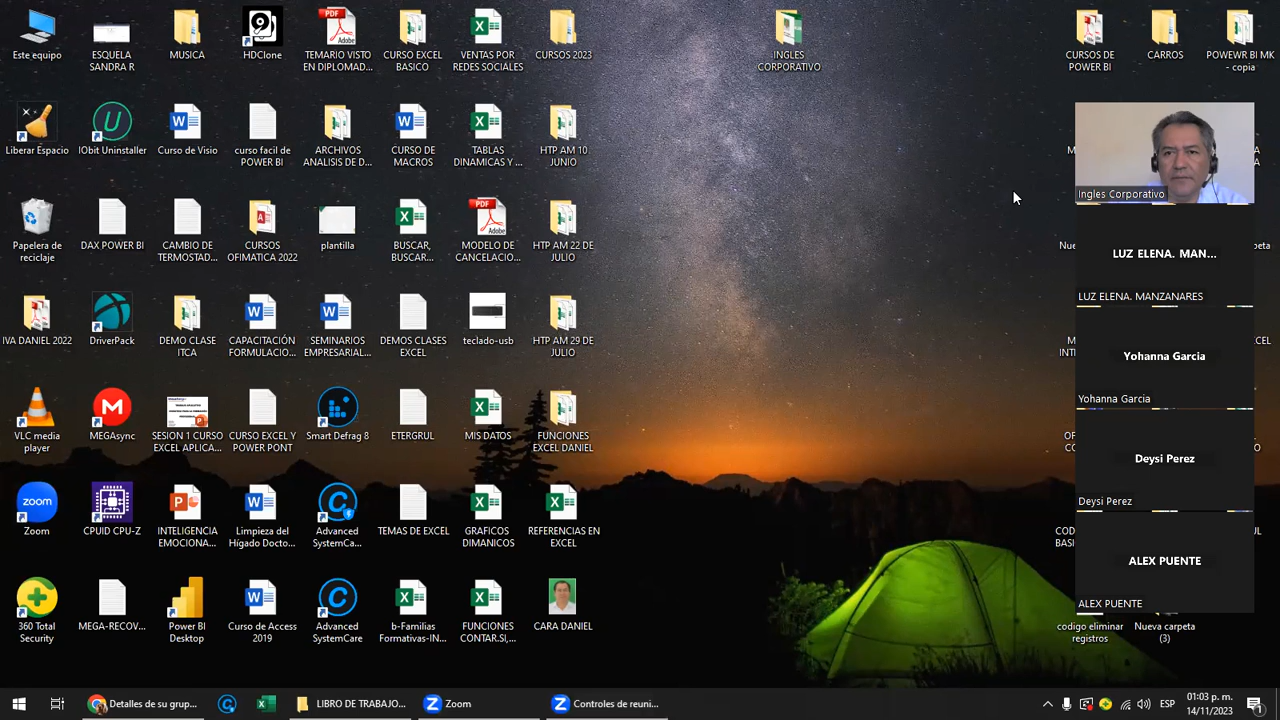 Este equipo
ESCUELA
SANDRA R
MUSICA
HDClone
TEMARIO VISTO
EN DIPLOMAD...
CURSO EXCEL
BASICO
VENTAS POR
REDES SOCIALES
CURSOS 2023
INGLES
CORPORATIVO
CURSOS DE
POWER BI
CARROS
POWEWR BI MK
- copia
Liberar Espacio
IObit Uninstaller
Curso de Visio
curso facil de
POWER BI
ARCHIVOS
ANALISIS DE D...
CURSO DE
MACROS
TABLAS
DINAMICAS Y ...
HTP AM 10
JUNIO
Ingles Corporativo
Papelera de
reciclaje
DAX POWER BI
CAMBIO DE
TERMOSTAD...
CURSOS
OFIMATICA 2022
plantilla
BUSCAR,
BUSCAR...
MODELO DE
CANCELACIO...
HTP AM 22 DE
JULIO
LUZ ELENA. MAN...
LUZ ELENA. MANZANARES
IVA DANIEL 2022
DriverPack
DEMO CLASE
ITCA
CAPACITACIÓN
FORMULACIO...
SEMINARIOS
EMPRESARIAL...
DEMOS CLASES
EXCEL
teclado-usb
HTP AM 29 DE
JULIO
Yohanna Garcia
Yohanna Garcia
VLC media
player
MEGAsync
SESION 1 CURSO
EXCEL APLICA...
CURSO EXCEL Y
POWER PONT
Smart Defrag 8
ETERGRUL
MIS DATOS
FUNCIONES
EXCEL DANIEL
Deysi Perez
Deysi Perez
Zoom
CPUID CPU-Z
INTELIGENCIA
EMOCIONA...
Limpieza del
Hígado Docto...
Advanced
SystemCa...
TEMAS DE EXCEL
GRAFICOS
DIMANICOS
REFERENCIAS EN
EXCEL
ALEX PUENTE
ALEX PUENTE
360 Total
Security
MEGA-RECOV...
Power BI
Desktop
Curso de Access
2019
Advanced
SystemCare
b-Familias
Formativas-IN...
FUNCIONES
CONTAR.SI,...
CARA DANIEL
codigo eliminar
registros
Nueva carpeta
(3)
Detalles de su grup...
LIBRO DE TRABAJO...
Zoom
Controles de reuni...
ESP
01:03 p. m.
14/11/2023